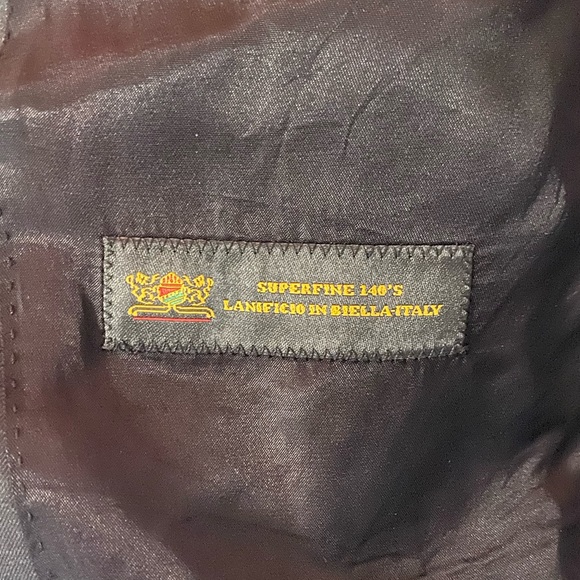 SUPERFINE 140'S
LANIFICIO IN BIELLA-ITALY